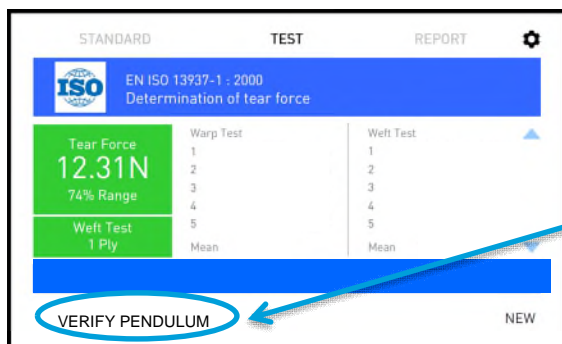 STANDARD TEST REPORT
ISO
EN ISO 13937-1 : 2000
Determination of tear force
Tear Force
12.31N
74% Range
Weft Test
1 Ply
Warp Test
1
2
3
4
5
Mean
Weft Test
1
2
3
4
5
Mean
VERIFY PENDULUM NEW